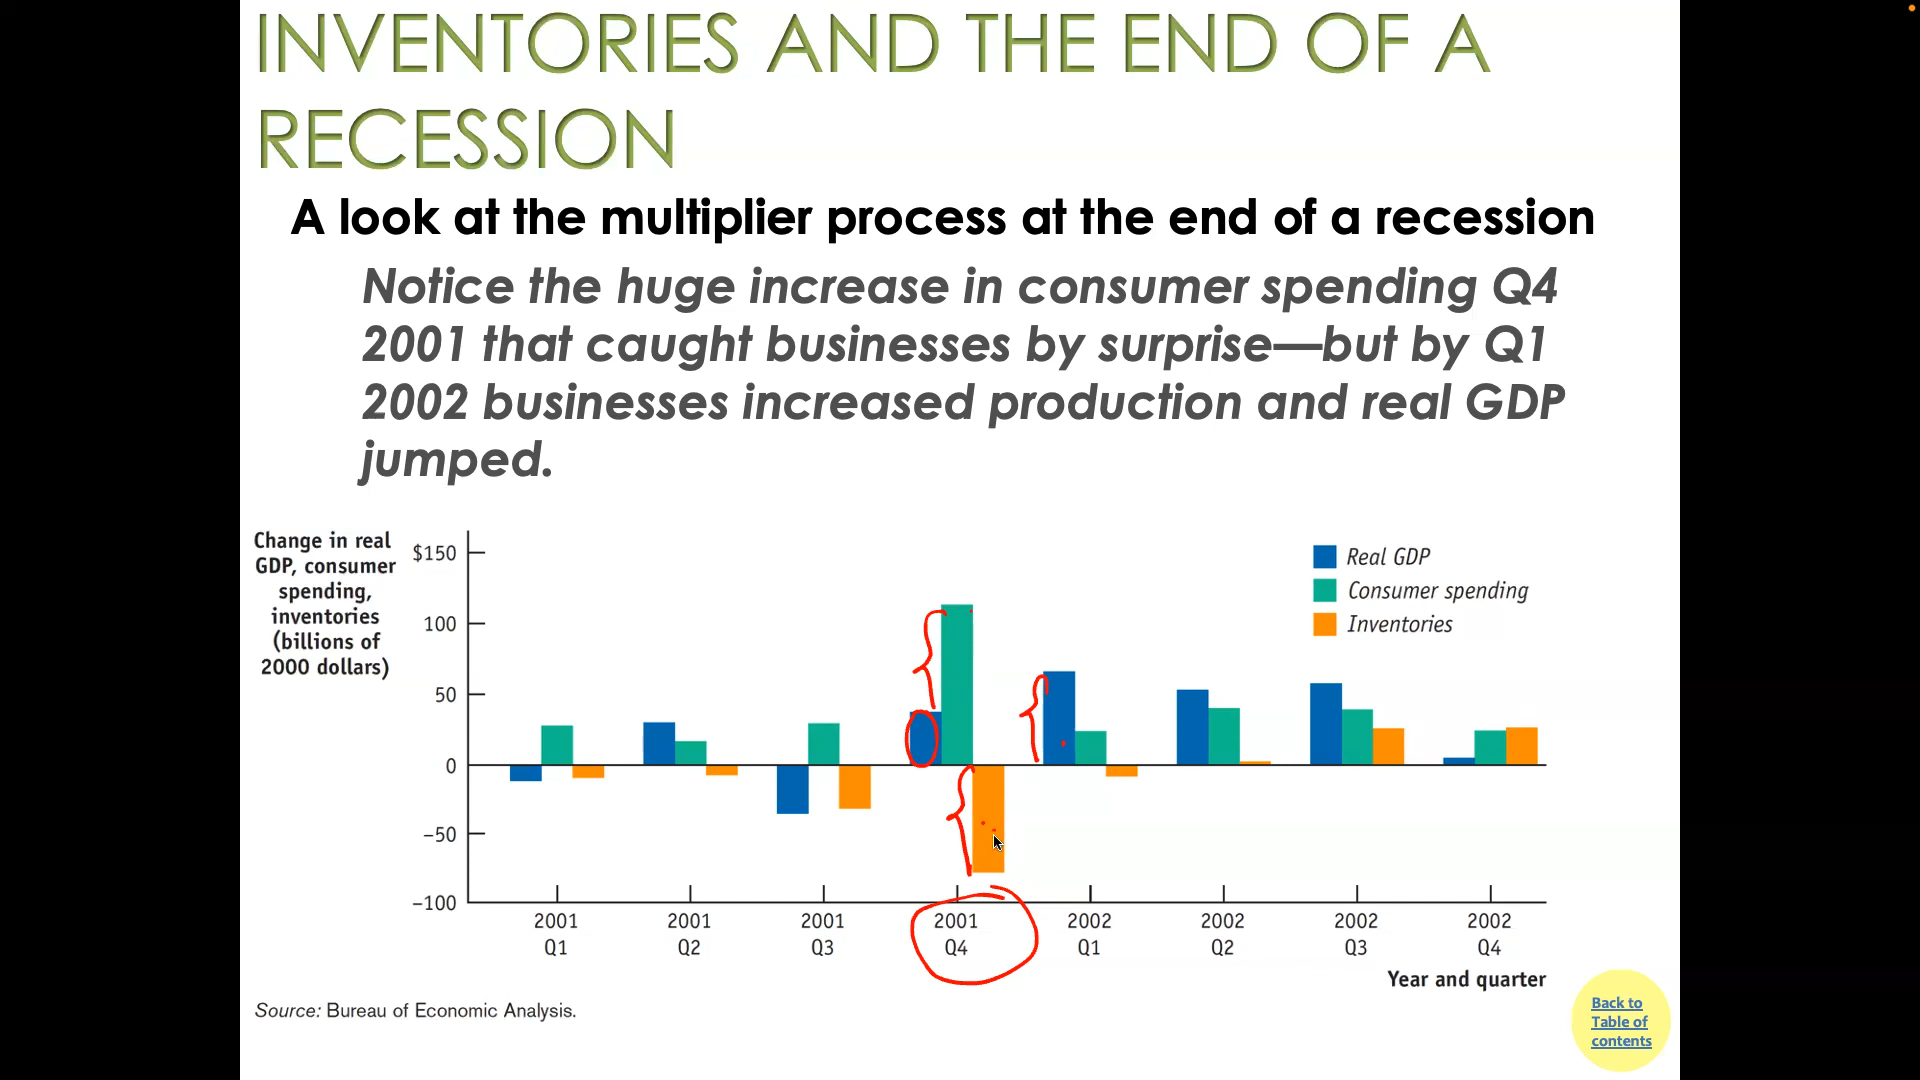 INVENTORIES AND THE END OF A
RECESSION
A look at the multiplier process at the end of a recession
Notice the huge increase in consumer spending Q4
2001 that caught businesses by surprise—but by Q1
2002 businesses increased production and real GDP
jumped.
Change in real
GDP, consumer
spending,
inventories
(billions of
2000 dollars)
$150
100
50
0
−50
−100
Real GDP
Consumer spending
Inventories
2001 2001 2001 2001 2002 2002 2002 2002
Q1 Q2 Q3 Q4 Q1 Q2 Q3 Q4
Year and quarter
Source: Bureau of Economic Analysis.
Back to
Table of
contents